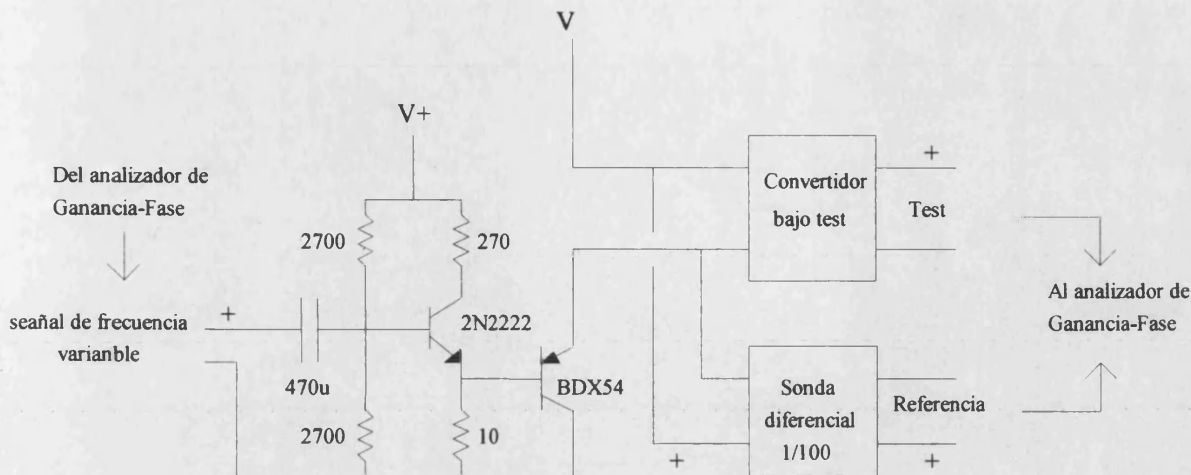 V
V+
Del analizador de
Ganancia-Fase
2700
270
+
Convertidor
bajo test
Test
señal de frecuencia
varianble
+
2N2222
Al analizador de
Ganancia-Fase
470u
BDX54
Sonda
diferencial
1/100
Referencia
2700
10
+
+